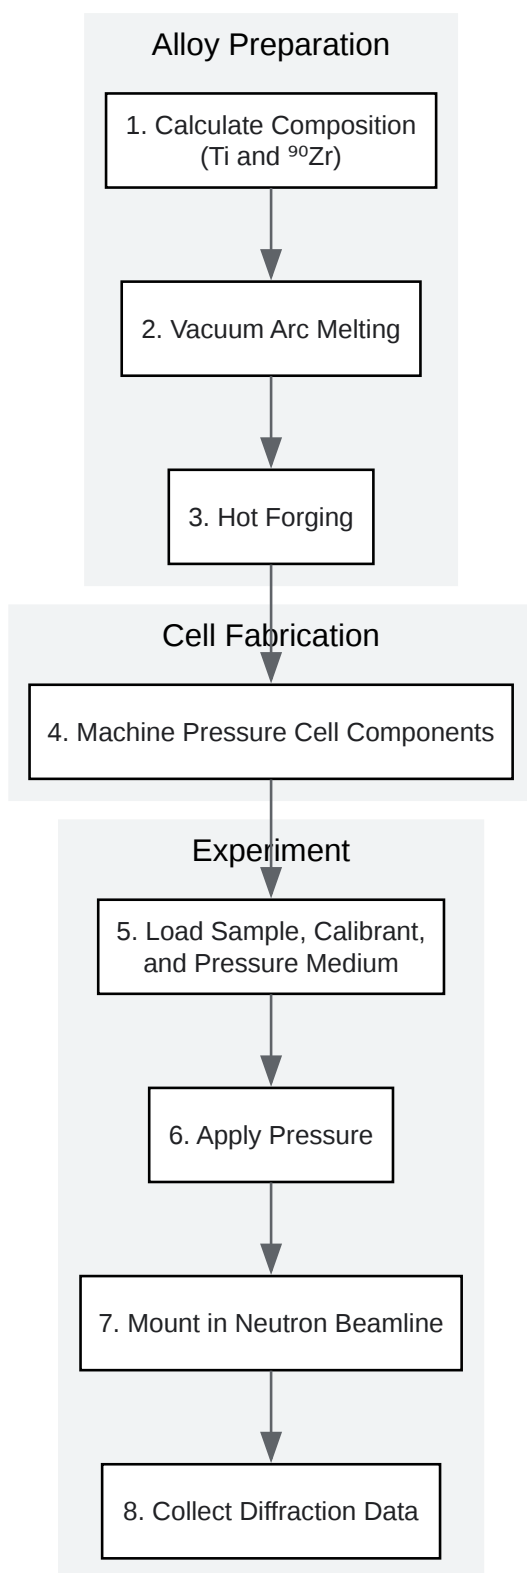 Alloy Preparation
1. Calculate Composition
(Ti and ⁹⁰Zr)
2. Vacuum Arc Melting
3. Hot Forging
Cell Fabrication
4. Machine Pressure Cell Components
Experiment
5. Load Sample, Calibrant,
and Pressure Medium
6. Apply Pressure
7. Mount in Neutron Beamline
8. Collect Diffraction Data